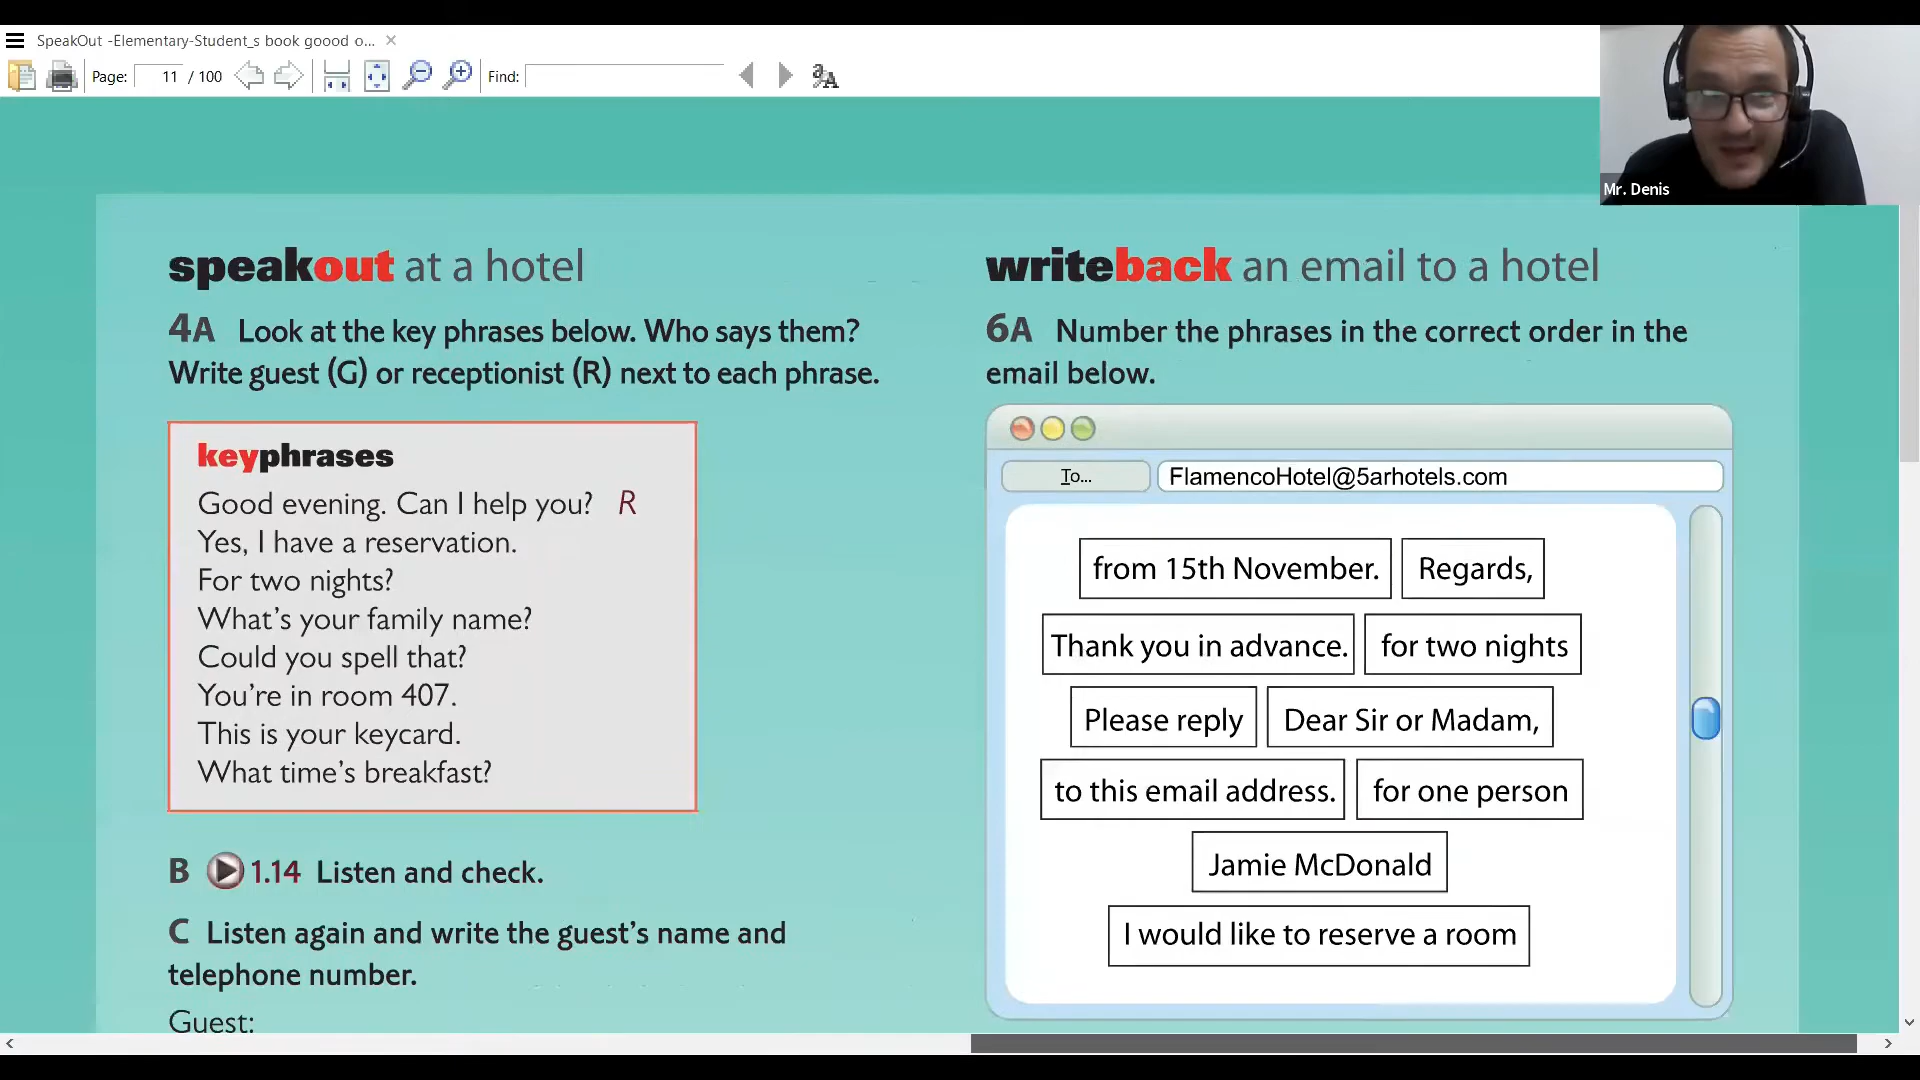 SpeakOut -Elementary-Student_s book goood o...
Page: 11 / 100 Find:
Mr. Denis
speakout at a hotel
4A Look at the key phrases below. Who says them?
Write guest (G) or receptionist (R) next to each phrase.
keyphrases
Good evening. Can I help you? R
Yes, I have a reservation.
For two nights?
What's your family name?
Could you spell that?
You're in room 407.
This is your keycard.
What time's breakfast?
B 1.14 Listen and check.
C Listen again and write the guest's name and
telephone number.
Guest:
writeback an email to a hotel
6A Number the phrases in the correct order in the
email below.
To... FlamencoHotel@5arhotels.com
from 15th November. Regards,
Thank you in advance. for two nights
Please reply Dear Sir or Madam,
to this email address. for one person
Jamie McDonald
I would like to reserve a room